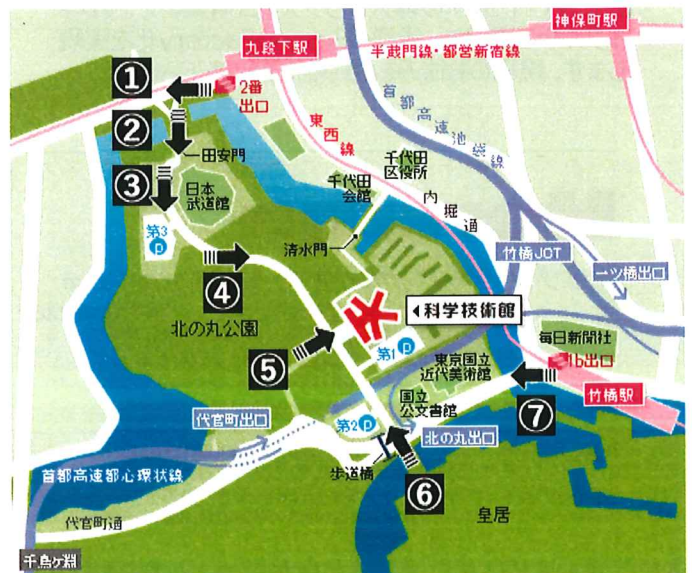 神保町駅
九段下駅
半蔵門線・都営新宿線
①
2番
出口
②
田安門
③
日本
武道館
第3
P
首都高速池袋線
東西線
千代田
区役所
千代田
会館
内堀通
清水門
竹橋JCT
一ツ橋出口
④
北の丸公園
科学技術館
⑤
第1
P
毎日新聞社
1b出口
東京国立
近代美術館
竹橋駅
⑦
国立
公文書館
代官町出口
第2
P
北の丸出口
歩道橋
首都高速都心環状線
⑥
皇居
代官町通
千鳥ヶ淵